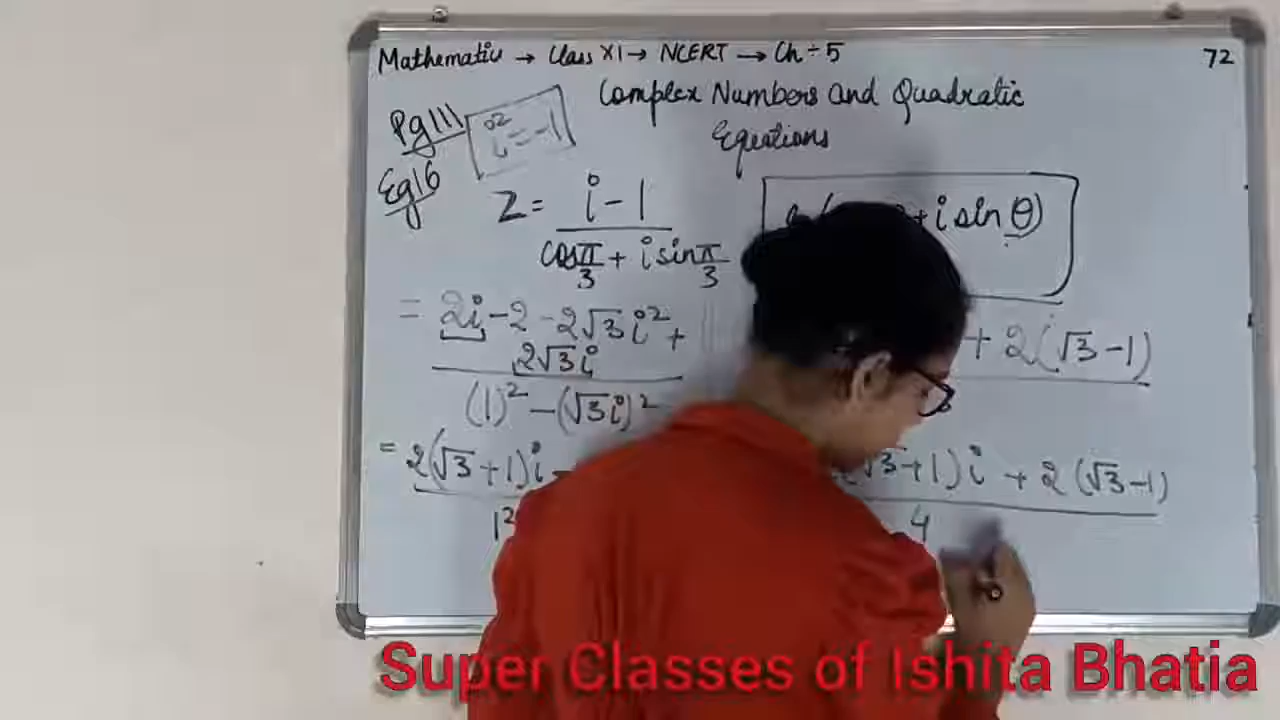 Mathematic → Class XI → NCERT → Ch ÷ 5
72
Complex Numbers and Quadratic
Equations
Pg 111
i² = -1
Eg 16
Z = i - 1
cos π/3 + i sin π/3
+ i sin θ)
= 2i - 2 - 2√3 i² +
2√3 i
(1)² - (√3 i)²
+ 2(√3 - 1)
= 2(√3 + 1)i
1²
√3 + 1) i + 2 (√3 - 1)
4
Super Classes of Ishita Bhatia